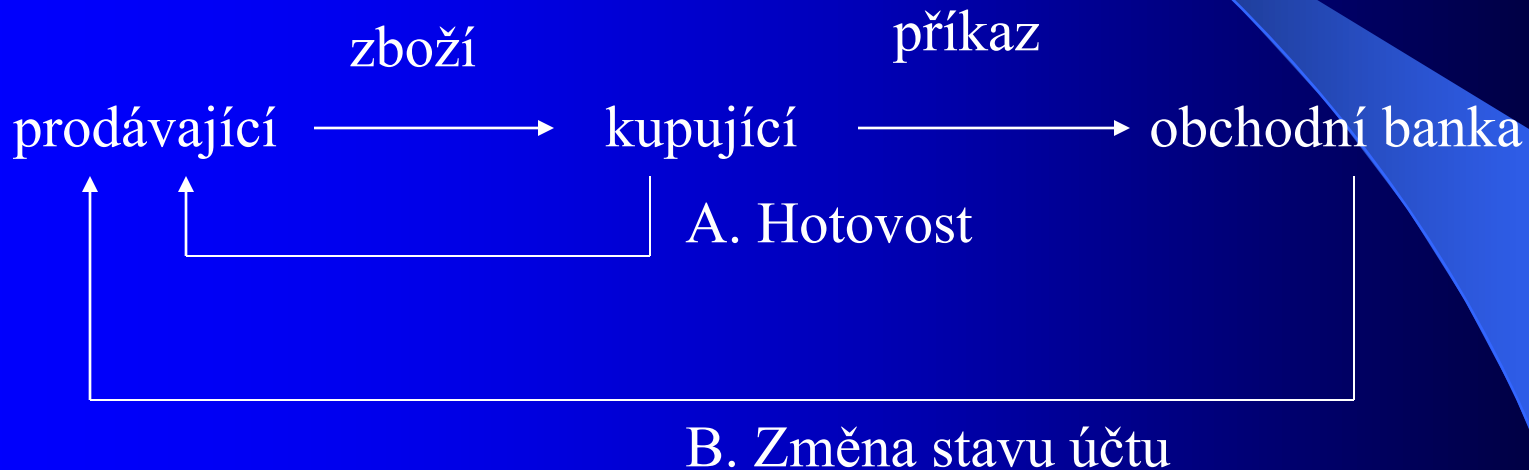 zboží
příkaz
prodávající
kupující
obchodní banka
A. Hotovost
B. Změna stavu účtu